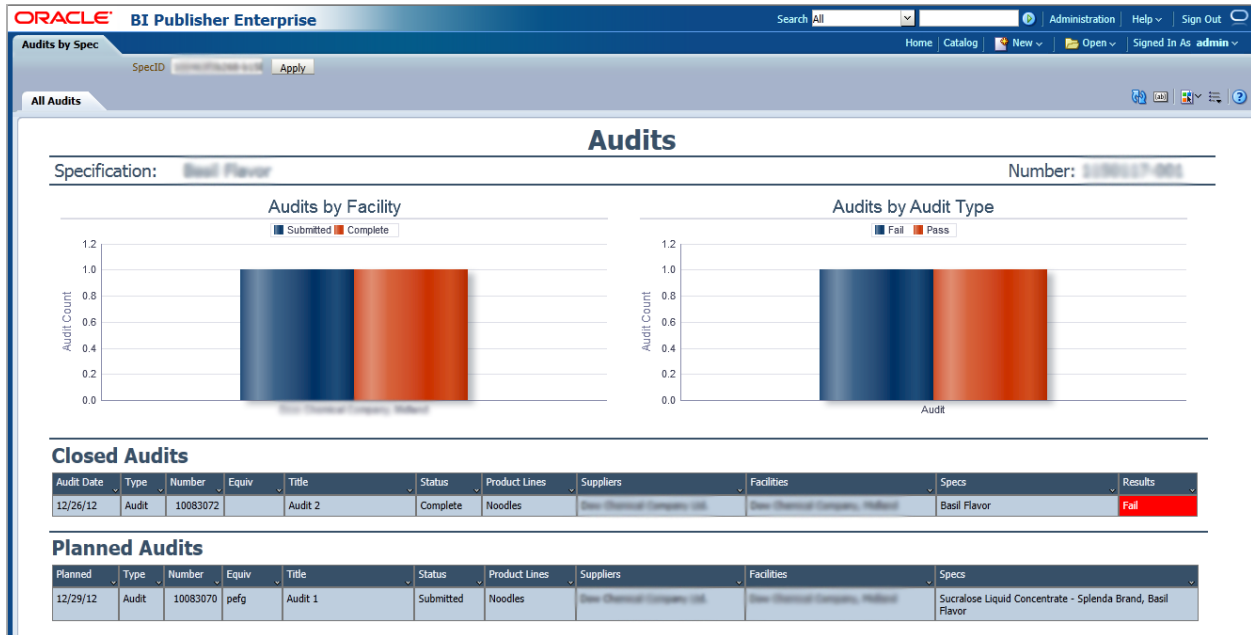 ORACLE BI Publisher Enterprise Search All Administration Help Sign Out
Audits by Spec Home Catalog New Open Signed In As admin
SpecID Apply
All Audits
Audits
Specification: Number:
Audits by Facility
Submitted Complete
1.2
1.0
0.8
0.6
0.4
0.2
0.0
Audit Count
Audits by Audit Type
Fail Pass
1.2
1.0
0.8
0.6
0.4
0.2
0.0
Audit Count
Audit
Closed Audits
Audit Date Type Number Equiv Title Status Product Lines Suppliers Facilities Specs Results
12/26/12 Audit 10083072 Audit 2 Complete Noodles Basil Flavor Fail
Planned Audits
Planned Type Number Equiv Title Status Product Lines Suppliers Facilities Specs
12/29/12 Audit 10083070 pefg Audit 1 Submitted Noodles Sucralose Liquid Concentrate - Splenda Brand, Basil
Flavor